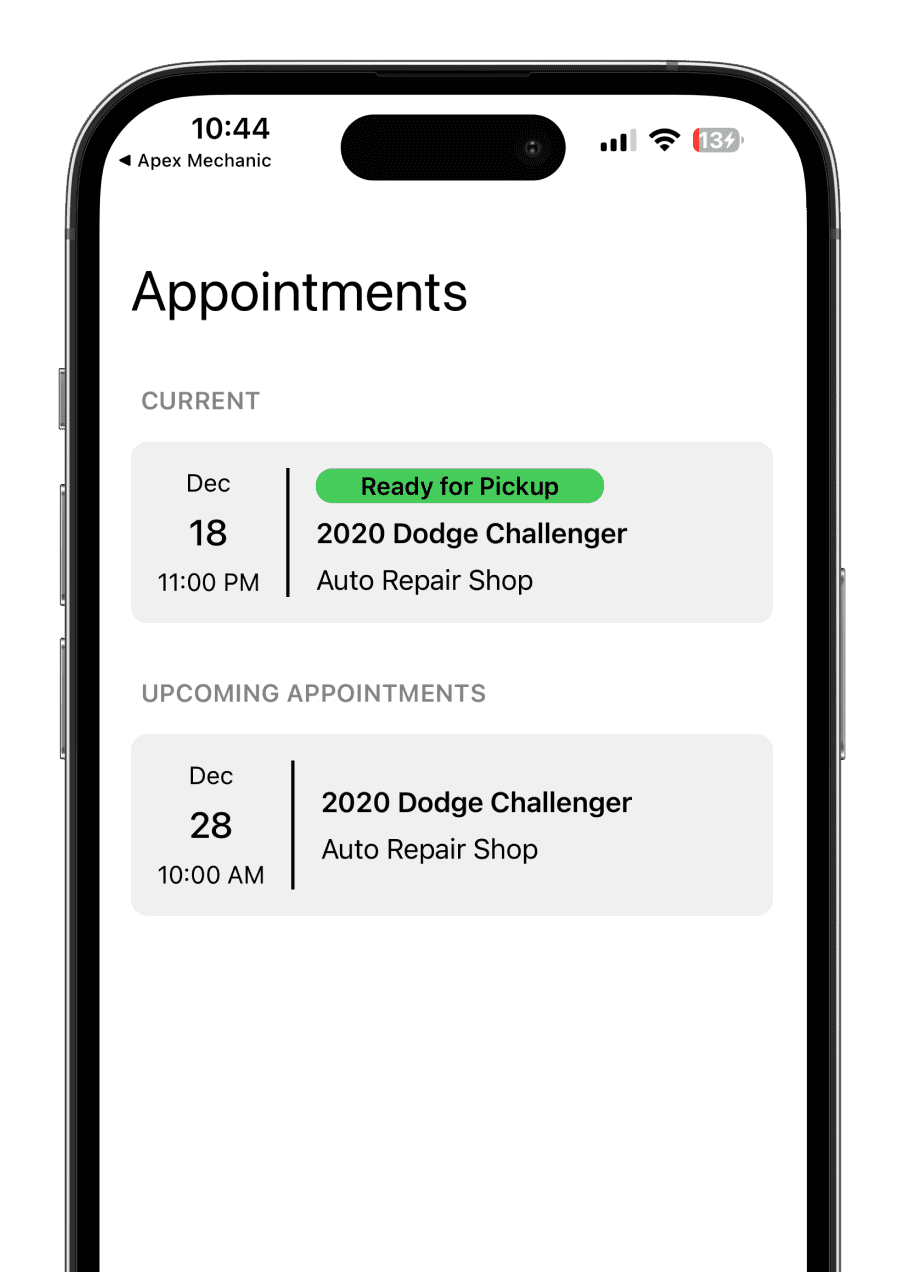 10:44
◀ Apex Mechanic
13
Appointments
CURRENT
Dec
18
11:00 PM
Ready for Pickup
2020 Dodge Challenger
Auto Repair Shop
UPCOMING APPOINTMENTS
Dec
28
10:00 AM
2020 Dodge Challenger
Auto Repair Shop